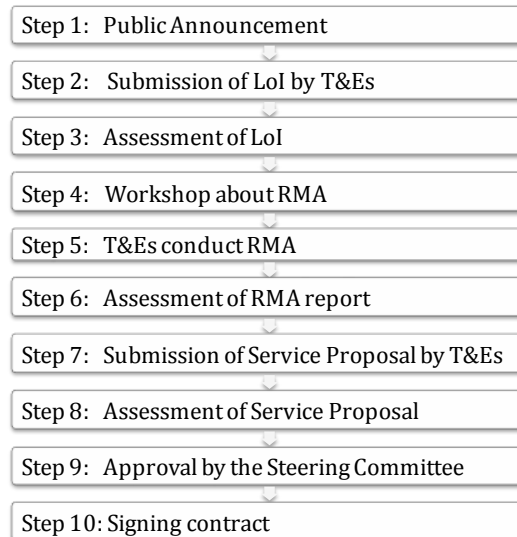 Step 1: Public Announcement
Step 2: Submission of LoI by T&Es
Step 3: Assessment of LoI
Step 4: Workshop about RMA
Step 5: T&Es conduct RMA
Step 6: Assessment of RMA report
Step 7: Submission of Service Proposal by T&Es
Step 8: Assessment of Service Proposal
Step 9: Approval by the Steering Committee
Step 10: Signing contract